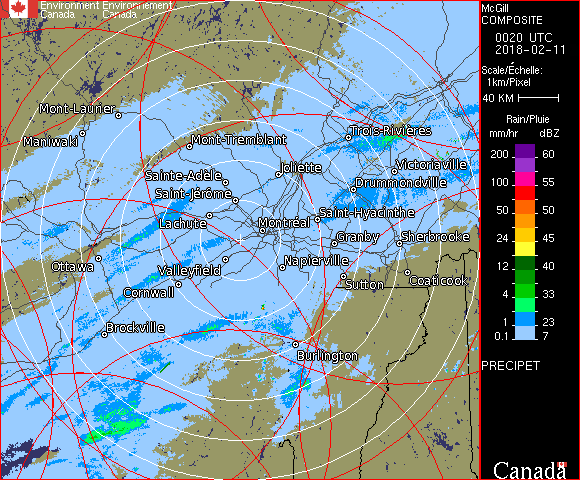 Environment Environnement
Canada Canada
McGill
COMPOSITE
0020 UTC
2018-02-11
Scale/Échelle:
1km/Pixel
40 KM
Rain/Pluie
mm/hr dBZ
200 60
100 55
50 50
24 45
12 40
4 33
1 23
0.1 7
PRECIPET
Canada
Mont-Laurier
Maniwaki
Mont-Tremblant
Trois-Rivières
Joliette
Victoriaville
Sainte-Adèle
Drummondville
Saint-Jérôme
Saint-Hyacinthe
Lachute
Montréal
Granby
Sherbrooke
Ottawa
Valleyfield
Napierville
Cornwall
Sutton
Coaticook
Brockville
Burlington